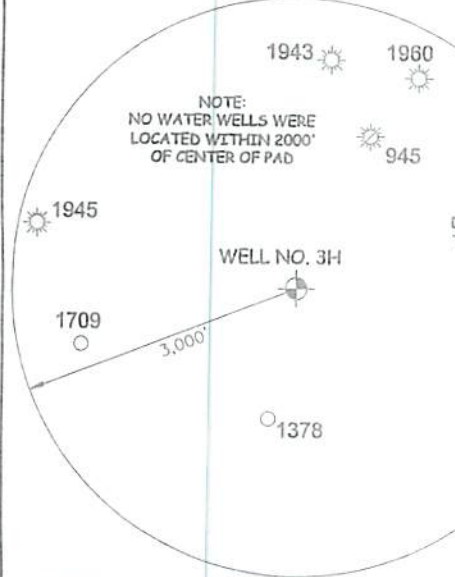 1943
1960
NOTE:
NO WATER WELLS WERE
LOCATED WITHIN 2000'
OF CENTER OF PAD
945
1945
WELL NO. 3H
1709
3,000'
1378